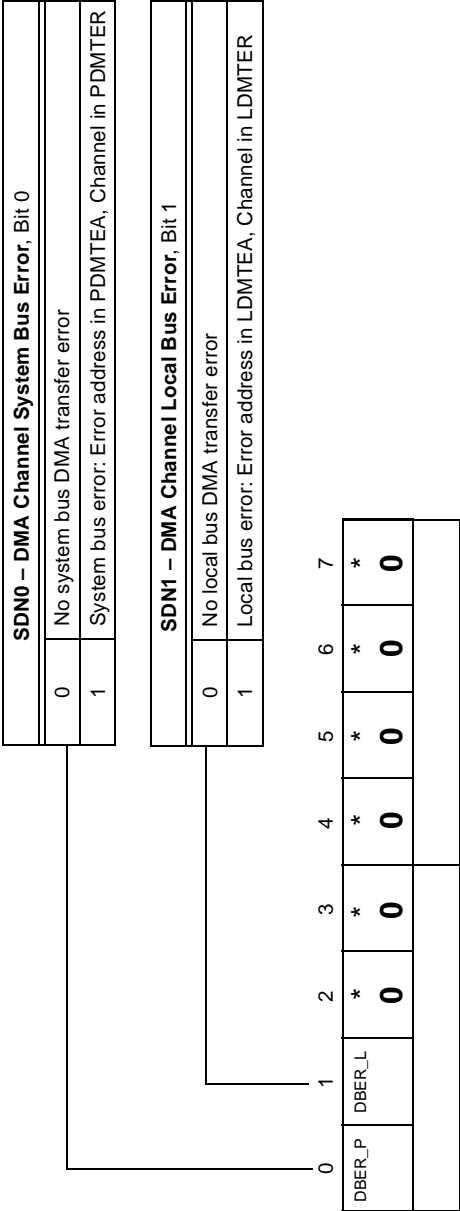 SDN0 – DMA Channel System Bus Error, Bit 0
0 No system bus DMA transfer error
1 System bus error: Error address in PDMTEA, Channel in PDMTER
SDN1 – DMA Channel Local Bus Error, Bit 1
0 No local bus DMA transfer error
1 Local bus error: Error address in LDMTEA, Channel in LDMTER
0 1 2 3 4 5 6 7
DBER_P DBER_L * * * * * *
0 0 0 0 0 0